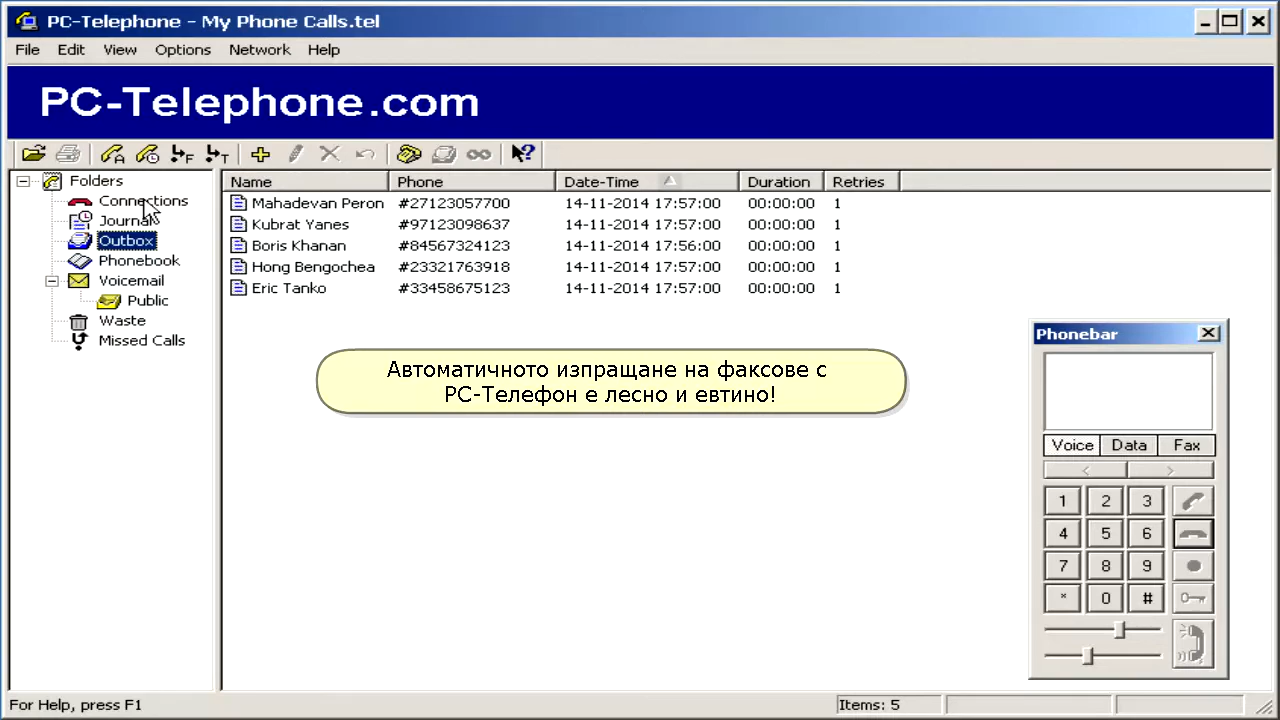 PC-Telephone - My Phone Calls.tel
File Edit View Options Network Help
PC-Telephone.com
Folders
Connections
Journal
Outbox
Phonebook
Voicemail
Public
Waste
Missed Calls
Name Phone Date-Time Duration Retries
Mahadevan Peron #27123057700 14-11-2014 17:57:00 00:00:00 1
Kubrat Yanes #97123098637 14-11-2014 17:57:00 00:00:00 1
Boris Khanan #84567324123 14-11-2014 17:56:00 00:00:00 1
Hong Bengochea #23321763918 14-11-2014 17:57:00 00:00:00 1
Eric Tanko #33458675123 14-11-2014 17:57:00 00:00:00 1
Автоматичното изпращане на факсове с
РС-Телефон е лесно и евтино!
Phonebar
Voice Data Fax
< >
1 2 3
4 5 6
7 8 9
* 0 #
For Help, press F1
Items: 5